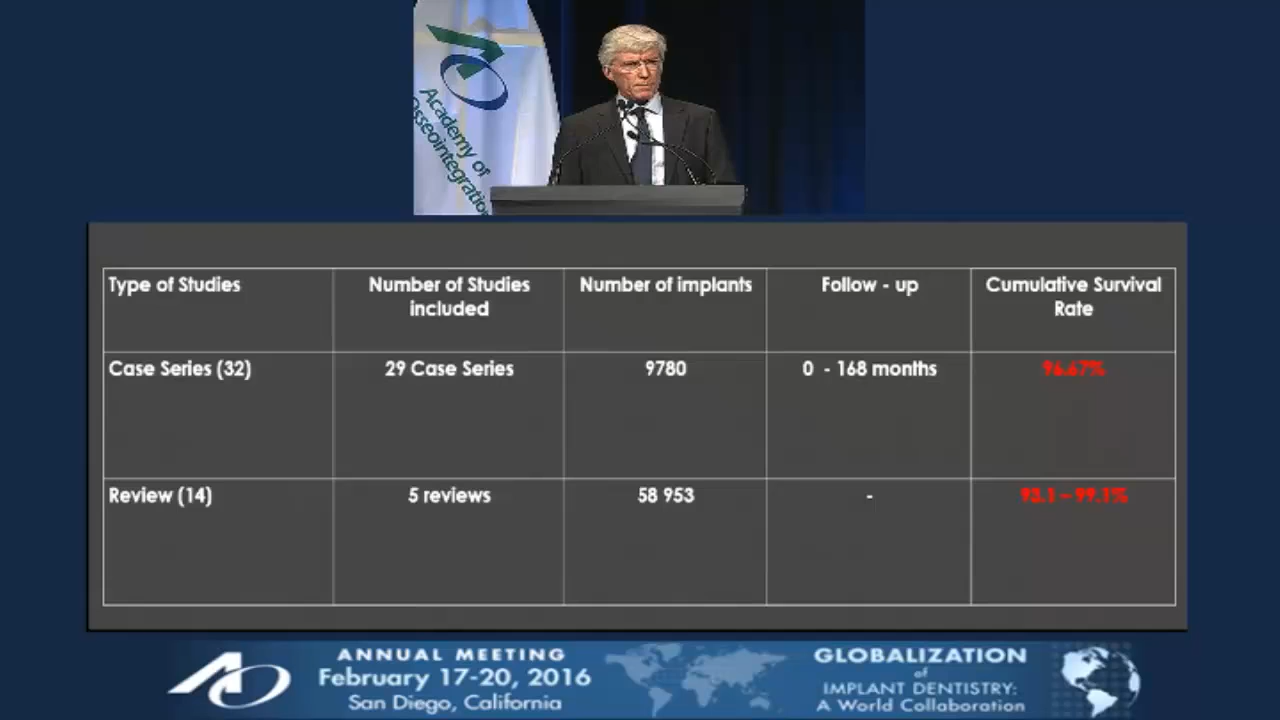 Academy of
Osseointegration
Type of Studies
Number of Studies
included
Number of implants
Follow - up
Cumulative Survival
Rate
Case Series (32)
29 Case Series
9780
0 - 168 months
96.67%
Review (14)
5 reviews
58 953
-
93.1 – 99.1%
ANNUAL MEETING
February 17-20, 2016
San Diego, California
GLOBALIZATION
of
IMPLANT DENTISTRY:
A World Collaboration